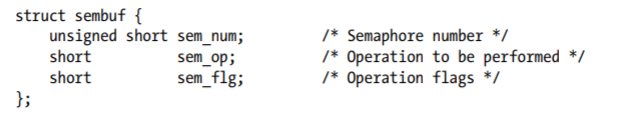 struct sembuf {
    unsigned short sem_num;        /* Semaphore number */
    short          sem_op;         /* Operation to be performed */
    short          sem_flg;        /* Operation flags */
};